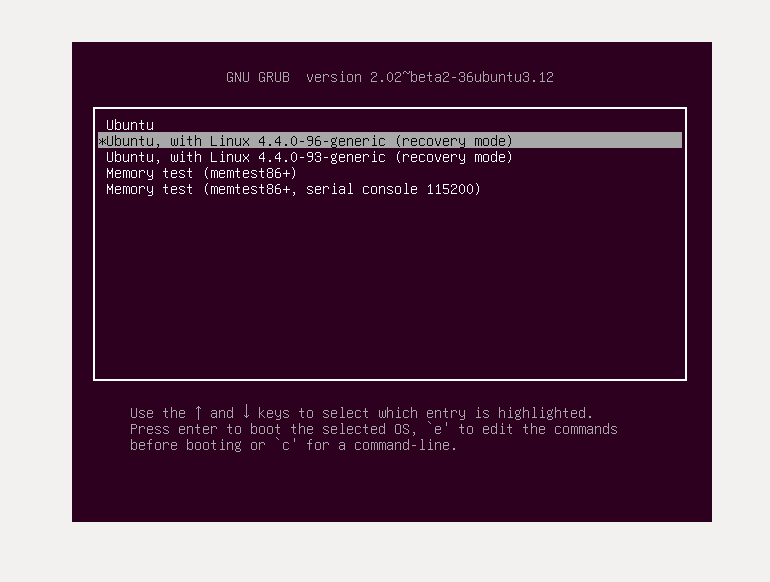 GNU GRUB  version 2.02~beta2-36ubuntu3.12
Ubuntu
*Ubuntu, with Linux 4.4.0-96-generic (recovery mode)
Ubuntu, with Linux 4.4.0-93-generic (recovery mode)
Memory test (memtest86+)
Memory test (memtest86+, serial console 115200)
Use the ↑ and ↓ keys to select which entry is highlighted.
Press enter to boot the selected OS, `e' to edit the commands
before booting or `c' for a command-line.